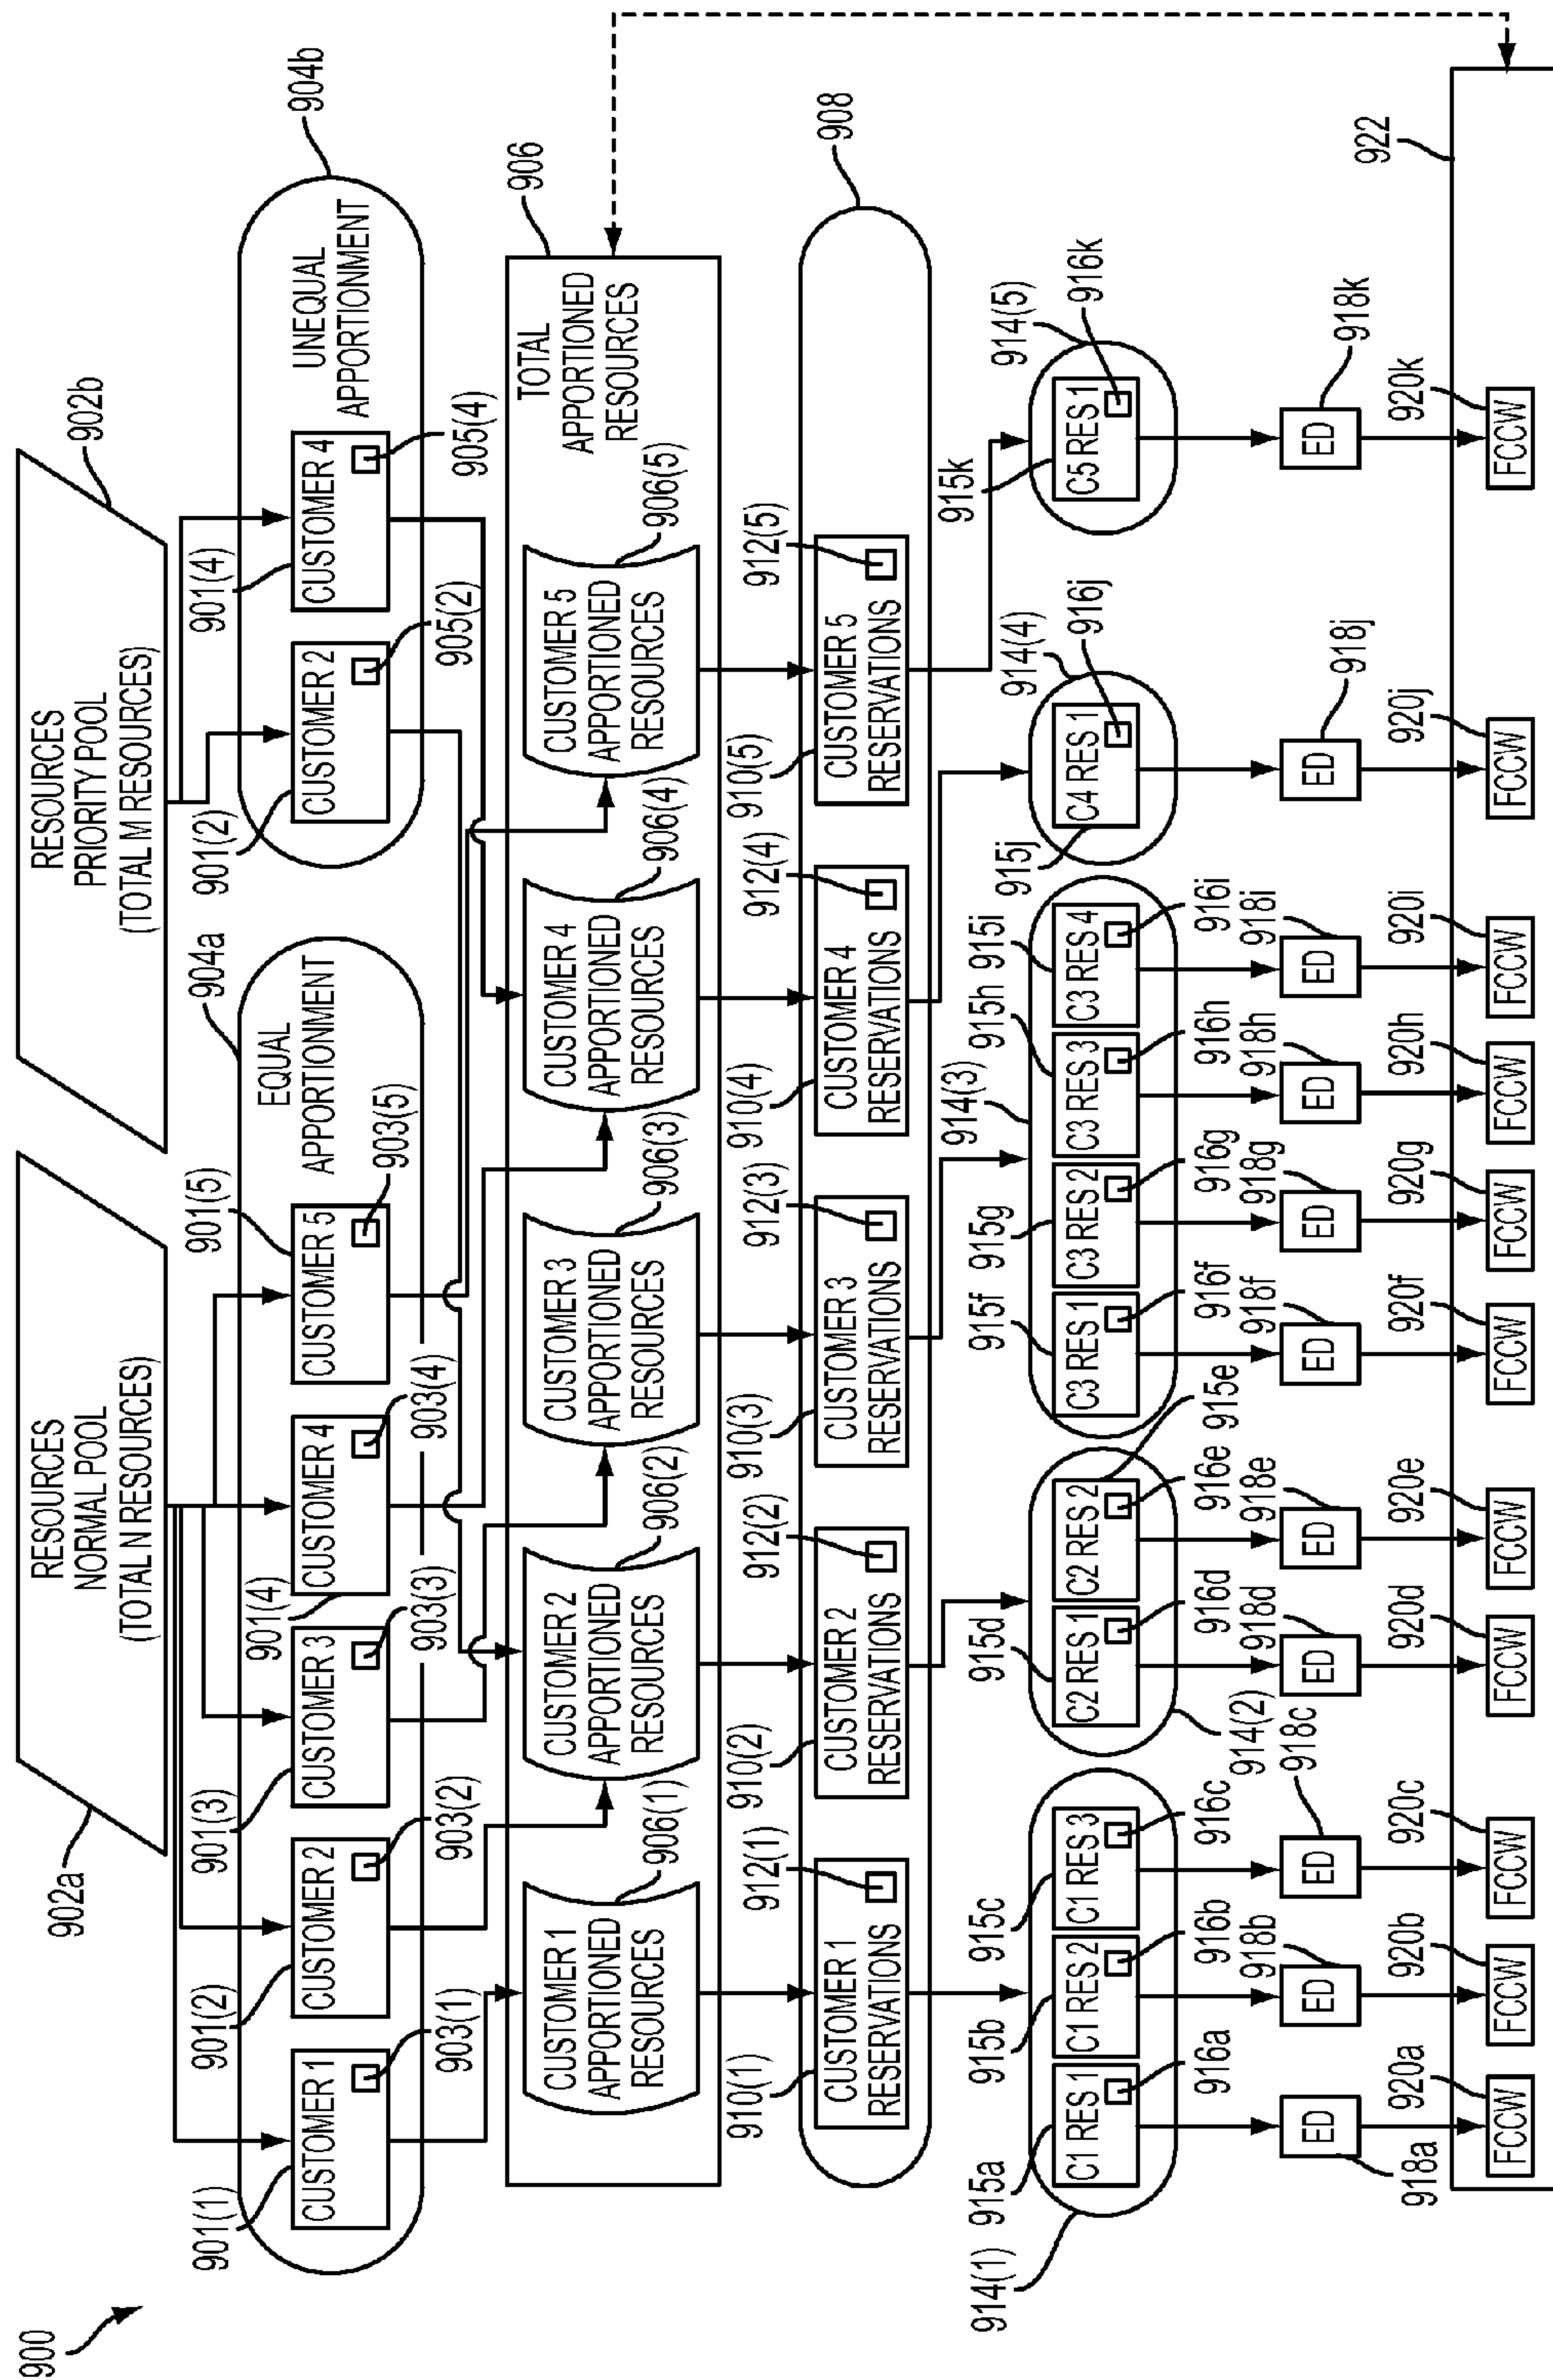 900
RESOURCES
NORMAL POOL
(TOTAL N RESOURCES)
902a
RESOURCES
PRIORITY POOL
(TOTAL M RESOURCES)
902b
904a
EQUAL
APPORTIONMENT
901(1)
CUSTOMER 1
903(1)
901(2)
CUSTOMER 2
903(2)
901(3)
CUSTOMER 3
903(3)
901(4)
CUSTOMER 4
903(4)
901(5)
CUSTOMER 5
903(5)
904b
UNEQUAL
APPORTIONMENT
901(2)
CUSTOMER 2
905(2)
901(4)
CUSTOMER 4
905(4)
906
TOTAL
APPORTIONED
RESOURCES
CUSTOMER 1
APPORTIONED
RESOURCES
906(1)
CUSTOMER 2
APPORTIONED
RESOURCES
906(2)
CUSTOMER 3
APPORTIONED
RESOURCES
906(3)
CUSTOMER 4
APPORTIONED
RESOURCES
906(4)
CUSTOMER 5
APPORTIONED
RESOURCES
906(5)
908
910(1)
CUSTOMER 1
RESERVATIONS
912(1)
910(2)
CUSTOMER 2
RESERVATIONS
912(2)
910(3)
CUSTOMER 3
RESERVATIONS
912(3)
910(4)
CUSTOMER 4
RESERVATIONS
912(4)
910(5)
CUSTOMER 5
RESERVATIONS
912(5)
914(1)
915a
C1 RES 1
916a
915b
C1 RES 2
916b
915c
C1 RES 3
916c
914(2)
915d
C2 RES 1
916d
915e
C2 RES 2
916e
914(3)
915f
C3 RES 1
916f
915g
C3 RES 2
916g
915h
C3 RES 3
916h
915i
C3 RES 4
916i
914(4)
915j
C4 RES 1
916j
914(5)
915k
C5 RES 1
916k
ED
918a
ED
918b
ED
918c
ED
918d
ED
918e
ED
918f
ED
918g
ED
918h
ED
918i
ED
918j
ED
918k
922
920a
FCCW
920b
FCCW
920c
FCCW
920d
FCCW
920e
FCCW
920f
FCCW
920g
FCCW
920h
FCCW
920i
FCCW
920j
FCCW
920k
FCCW